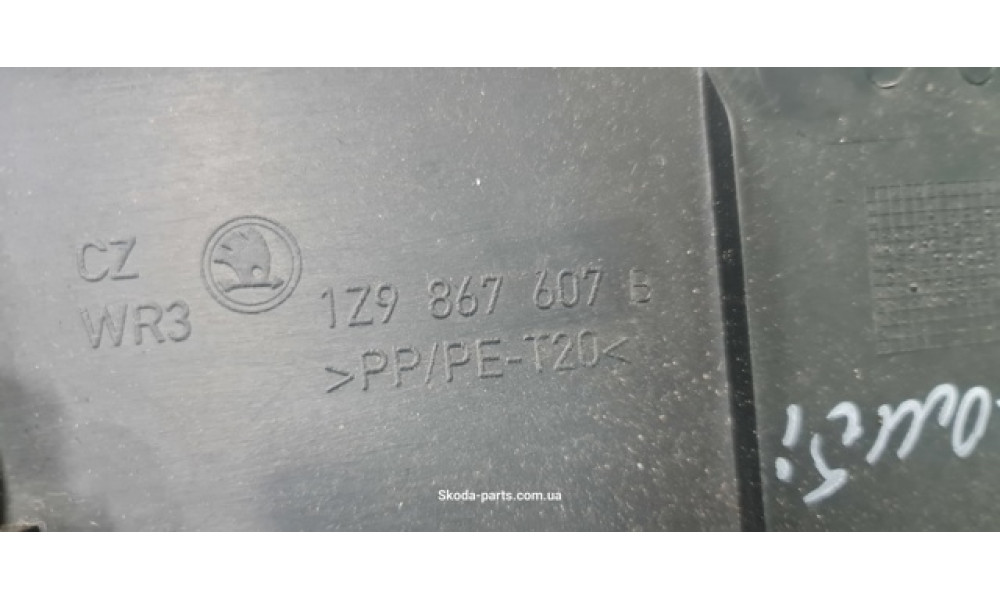 CZ
WR3
1Z9 867 607 B
>PP/PE-T20<
Skoda-parts.com.ua